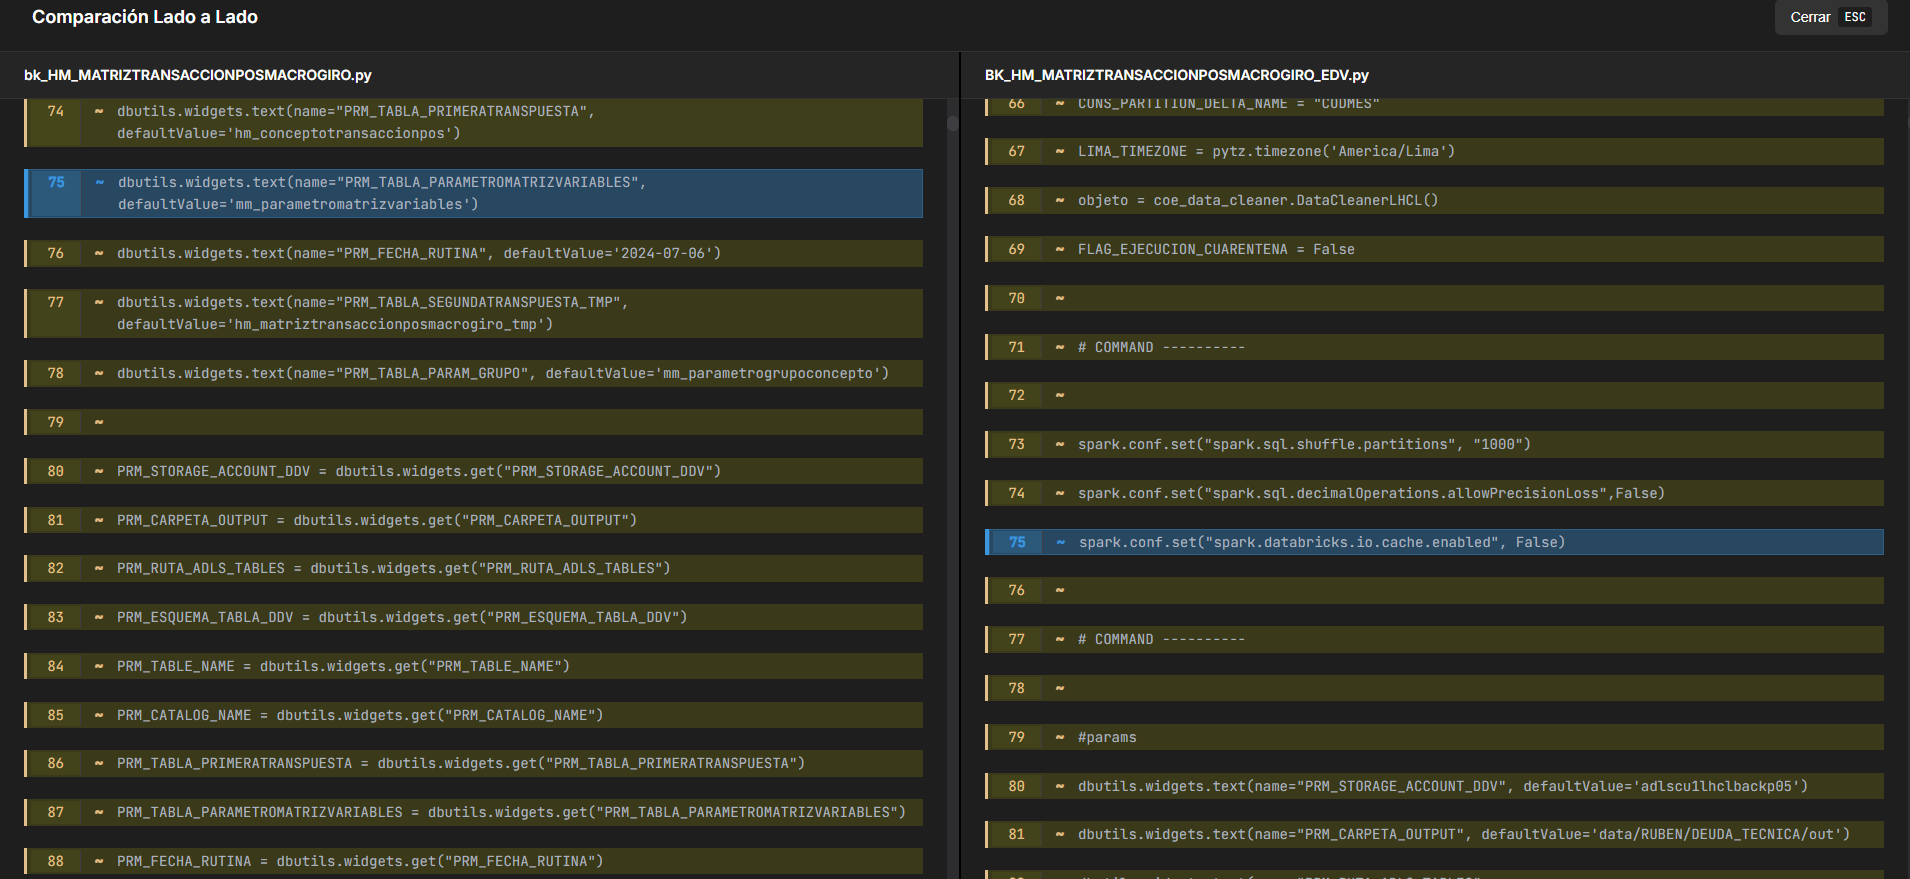 Comparación Lado a Lado
Cerrar ESC
bk_HM_MATRIZTRANSACCIONPOSMACROGIRO.py
74 ~ dbutils.widgets.text(name="PRM_TABLA_PRIMERATRANSPUESTA",
defaultValue='hm_conceptotransaccionpos')
75 ~ dbutils.widgets.text(name="PRM_TABLA_PARAMETROMATRIZVARIABLES",
defaultValue='mm_parametromatrizvariables')
76 ~ dbutils.widgets.text(name="PRM_FECHA_RUTINA", defaultValue='2024-07-06')
77 ~ dbutils.widgets.text(name="PRM_TABLA_SEGUNDATRANSPUESTA_TMP",
defaultValue='hm_matriztransaccionposmacrogiro_tmp')
78 ~ dbutils.widgets.text(name="PRM_TABLA_PARAM_GRUPO", defaultValue='mm_parametrogrupoconcepto')
79 ~
80 ~ PRM_STORAGE_ACCOUNT_DDV = dbutils.widgets.get("PRM_STORAGE_ACCOUNT_DDV")
81 ~ PRM_CARPETA_OUTPUT = dbutils.widgets.get("PRM_CARPETA_OUTPUT")
82 ~ PRM_RUTA_ADLS_TABLES = dbutils.widgets.get("PRM_RUTA_ADLS_TABLES")
83 ~ PRM_ESQUEMA_TABLA_DDV = dbutils.widgets.get("PRM_ESQUEMA_TABLA_DDV")
84 ~ PRM_TABLE_NAME = dbutils.widgets.get("PRM_TABLE_NAME")
85 ~ PRM_CATALOG_NAME = dbutils.widgets.get("PRM_CATALOG_NAME")
86 ~ PRM_TABLA_PRIMERATRANSPUESTA = dbutils.widgets.get("PRM_TABLA_PRIMERATRANSPUESTA")
87 ~ PRM_TABLA_PARAMETROMATRIZVARIABLES = dbutils.widgets.get("PRM_TABLA_PARAMETROMATRIZVARIABLES")
88 ~ PRM_FECHA_RUTINA = dbutils.widgets.get("PRM_FECHA_RUTINA")
BK_HM_MATRIZTRANSACCIONPOSMACROGIRO_EDV.py
66 ~ CONS_PARTITION_DELTA_NAME = "CODMES"
67 ~ LIMA_TIMEZONE = pytz.timezone('America/Lima')
68 ~ objeto = coe_data_cleaner.DataCleanerLHCL()
69 ~ FLAG_EJECUCION_CUARENTENA = False
70 ~
71 ~ # COMMAND ----------
72 ~
73 ~ spark.conf.set("spark.sql.shuffle.partitions", "1000")
74 ~ spark.conf.set("spark.sql.decimalOperations.allowPrecisionLoss",False)
75 ~ spark.conf.set("spark.databricks.io.cache.enabled", False)
76 ~
77 ~ # COMMAND ----------
78 ~
79 ~ #params
80 ~ dbutils.widgets.text(name="PRM_STORAGE_ACCOUNT_DDV", defaultValue='adlscu1lhclbackp05')
81 ~ dbutils.widgets.text(name="PRM_CARPETA_OUTPUT", defaultValue='data/RUBEN/DEUDA_TECNICA/out')